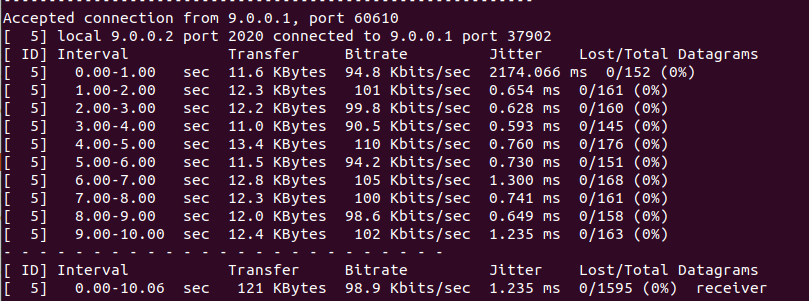 Accepted connection from 9.0.0.1, port 60610
[  5] local 9.0.0.2 port 2020 connected to 9.0.0.1 port 37902
[ ID] Interval           Transfer     Bitrate         Jitter    Lost/Total Datagrams
[  5]   0.00-1.00   sec  11.6 KBytes  94.8 Kbits/sec  2174.066 ms  0/152 (0%)
[  5]   1.00-2.00   sec  12.3 KBytes   101 Kbits/sec  0.654 ms  0/161 (0%)
[  5]   2.00-3.00   sec  12.2 KBytes  99.8 Kbits/sec  0.628 ms  0/160 (0%)
[  5]   3.00-4.00   sec  11.0 KBytes  90.5 Kbits/sec  0.593 ms  0/145 (0%)
[  5]   4.00-5.00   sec  13.4 KBytes   110 Kbits/sec  0.760 ms  0/176 (0%)
[  5]   5.00-6.00   sec  11.5 KBytes  94.2 Kbits/sec  0.730 ms  0/151 (0%)
[  5]   6.00-7.00   sec  12.8 KBytes   105 Kbits/sec  1.300 ms  0/168 (0%)
[  5]   7.00-8.00   sec  12.3 KBytes   100 Kbits/sec  0.741 ms  0/161 (0%)
[  5]   8.00-9.00   sec  12.0 KBytes  98.6 Kbits/sec  0.649 ms  0/158 (0%)
[  5]   9.00-10.00  sec  12.4 KBytes   102 Kbits/sec  1.235 ms  0/163 (0%)
- - - - - - - - - - - - - - - - - - - - - - - - -
[ ID] Interval           Transfer     Bitrate         Jitter    Lost/Total Datagrams
[  5]   0.00-10.06  sec   121 KBytes  98.9 Kbits/sec  1.235 ms  0/1595 (0%)  receiver